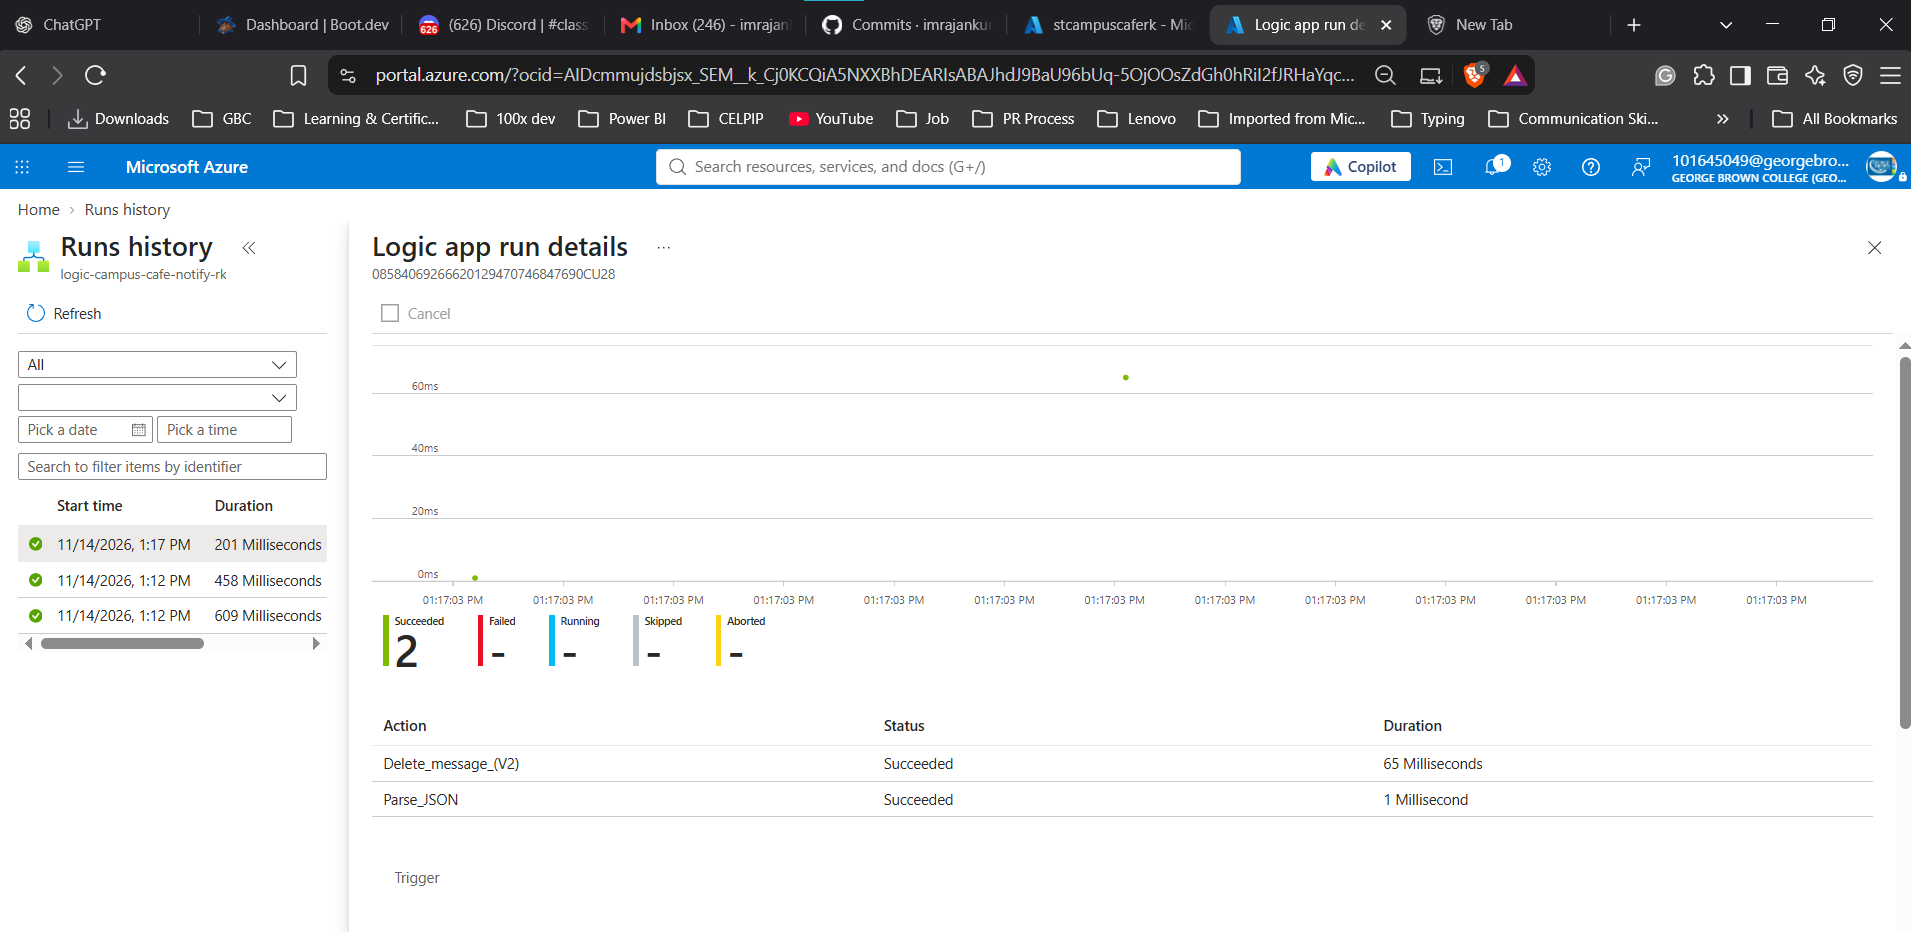 ChatGPT
Dashboard | Boot.dev
(626) Discord | #class
Inbox (246) - imrajan
Commits · imrajanku
stcampuscaferk - Mic
Logic app run de
New Tab
626
portal.azure.com/?ocid=AIDcmmujdsbjsx_SEM__k_Cj0KCQiA5NXXBhDEARIsABAJhdJ9BaU96bUq-5OjOOsZdGh0hRiI2fJRHaYqc...
5
Downloads
GBC
Learning & Certific...
100x dev
Power BI
CELPIP
YouTube
Job
PR Process
Lenovo
Imported from Mic...
Typing
Communication Ski...
All Bookmarks
Microsoft Azure
Search resources, services, and docs (G+/)
Copilot
1
101645049@georgebro...
GEORGE BROWN COLLEGE (GEO...
Home > Runs history
Runs history
logic-campus-cafe-notify-rk
Refresh
All
Pick a date
Pick a time
Search to filter items by identifier
Start time Duration
11/14/2026, 1:17 PM 201 Milliseconds
11/14/2026, 1:12 PM 458 Milliseconds
11/14/2026, 1:12 PM 609 Milliseconds
Logic app run details
...
08584069266620129470746847690CU28
Cancel
60ms
40ms
20ms
0ms
01:17:03 PM 01:17:03 PM 01:17:03 PM 01:17:03 PM 01:17:03 PM 01:17:03 PM 01:17:03 PM 01:17:03 PM 01:17:03 PM 01:17:03 PM 01:17:03 PM 01:17:03 PM 01:17:03 PM
Succeeded Failed Running Skipped Aborted
2 - - - -
Action Status Duration
Delete_message_(V2) Succeeded 65 Milliseconds
Parse_JSON Succeeded 1 Millisecond
Trigger